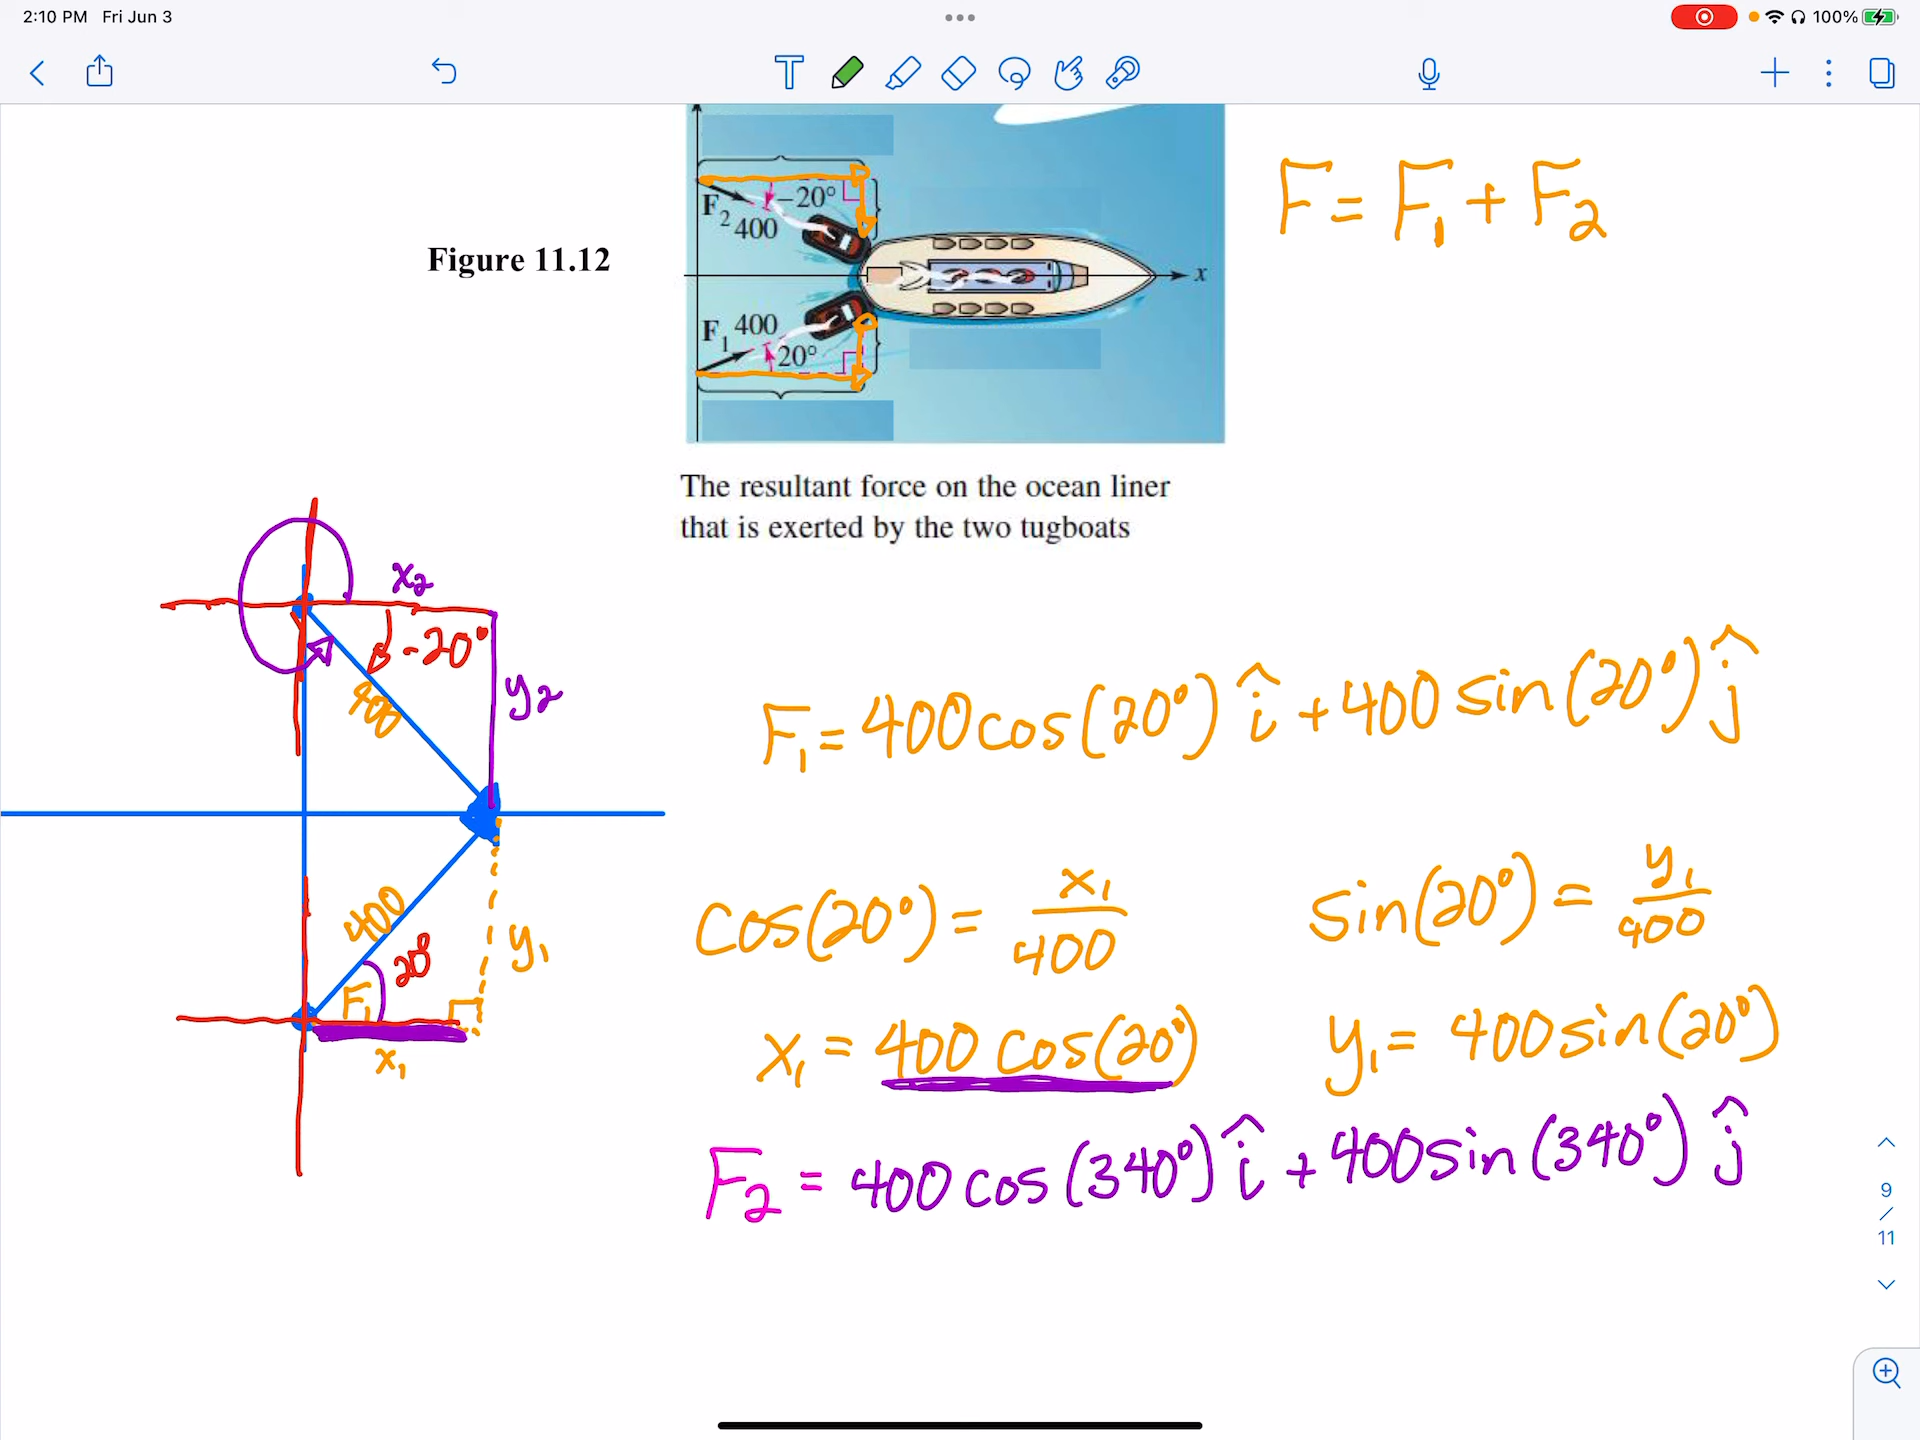 2:10 PM Fri Jun 3
100%
F = F₁ + F₂
-20°
F₂
400
Figure 11.12
x
F₁ 400
20°
The resultant force on the ocean liner
that is exerted by the two tugboats
x₂
-20°
y₂
400
F₁ = 400cos(20°) î + 400 sin(20°) ĵ
cos(20°) = x₁/400
sin(20°) = y₁/400
400
20°
y₁
F₁
x₁
x₁ = 400 cos(20°)
y₁ = 400sin(20°)
F₂ = 400 cos(340°) î + 400sin(340°) ĵ
9
/
11